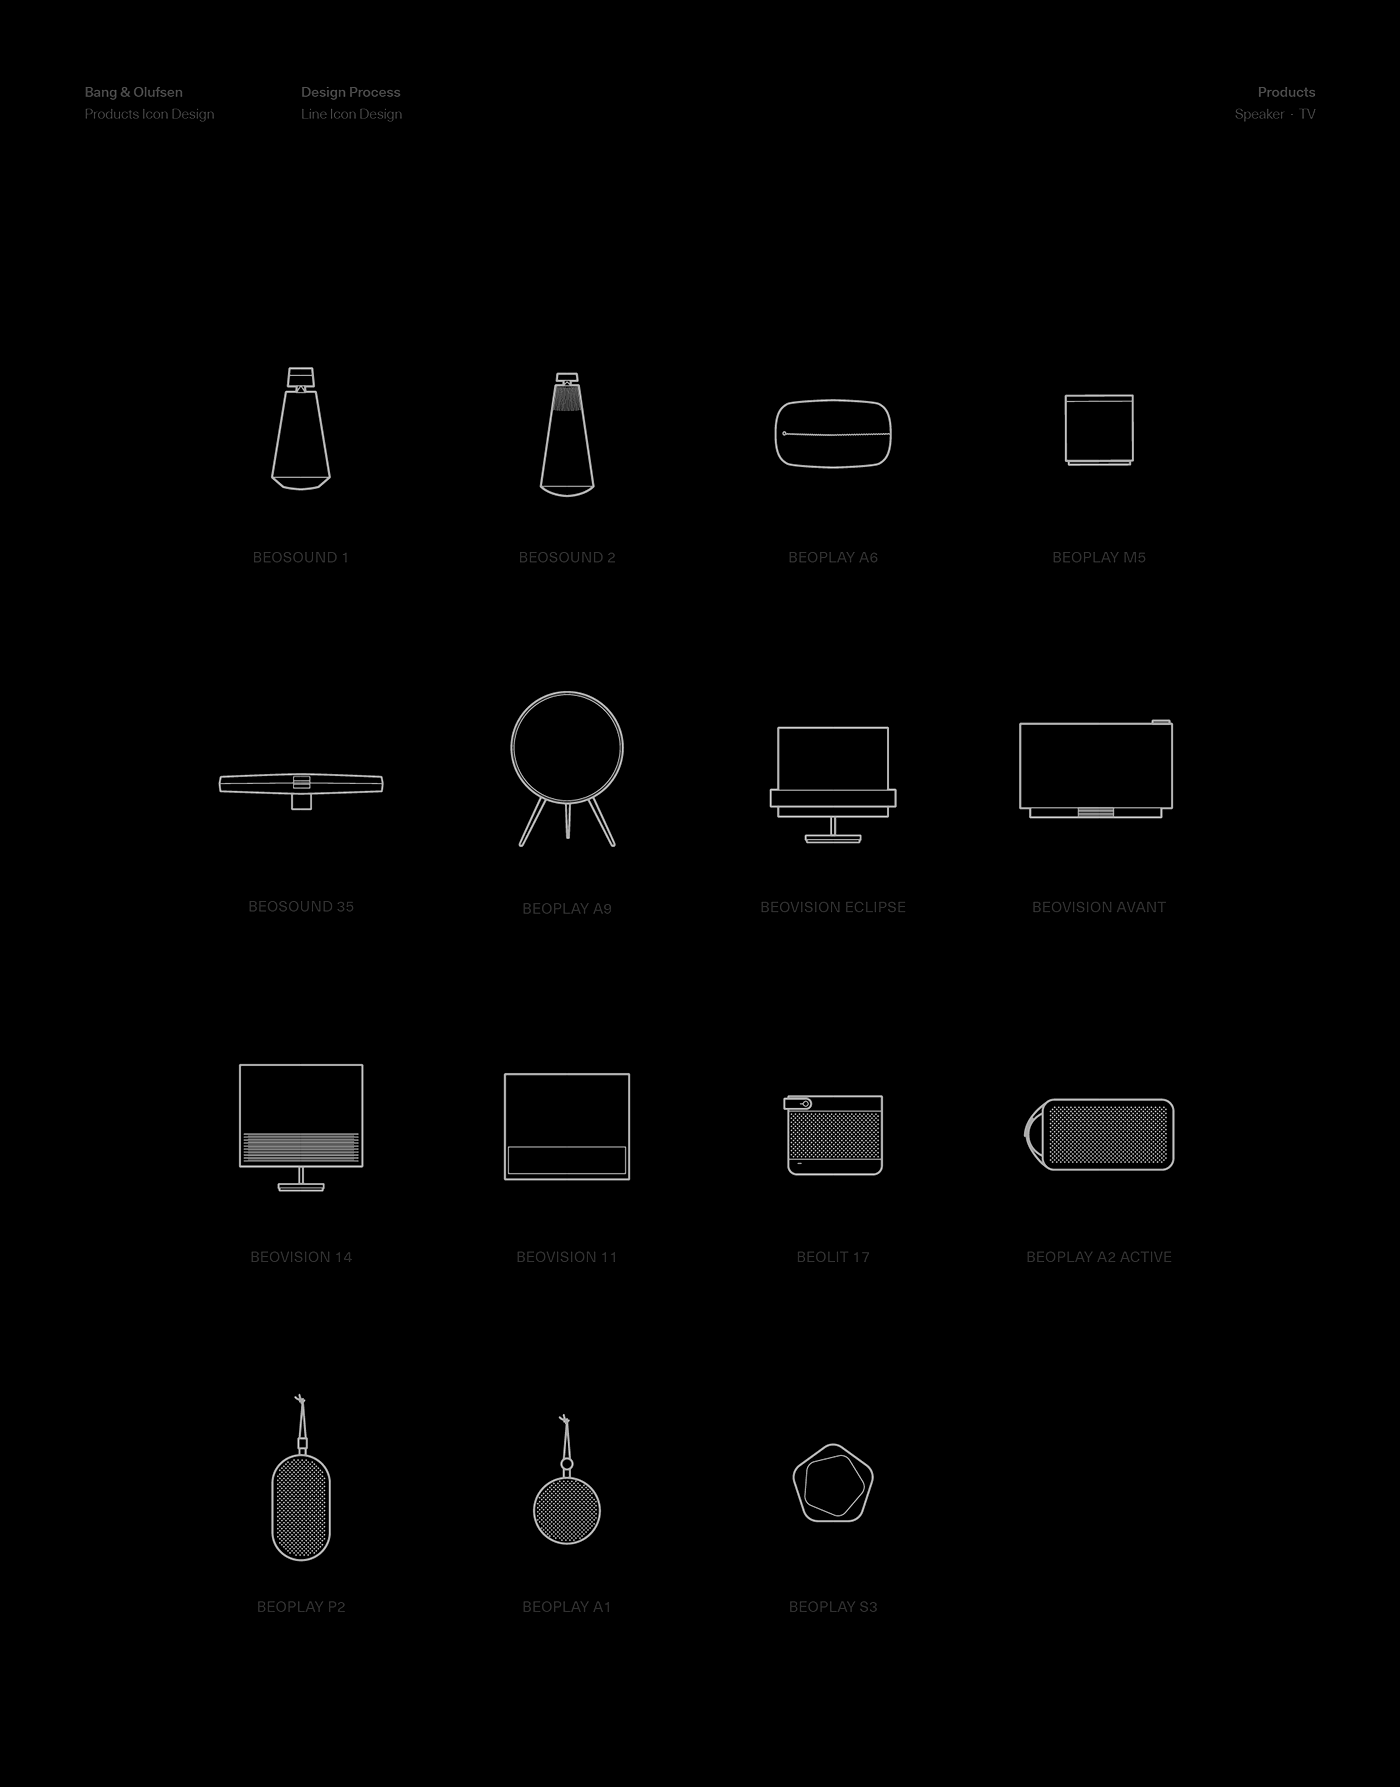 Bang & Olufsen
Products Icon Design
Design Process
Line Icon Design
Products
Speaker - TV
BEOSOUND 1
BEOSOUND 2
BEOPLAY A6
BEOPLAY M5
BEOSOUND 35
BEOPLAY A9
BEOVISION ECLIPSE
BEOVISION AVANT
BEOVISION 14
BEOVISION 11
BEOLIT 17
BEOPLAY A2 ACTIVE
BEOPLAY P2
BEOPLAY A1
BEOPLAY S3